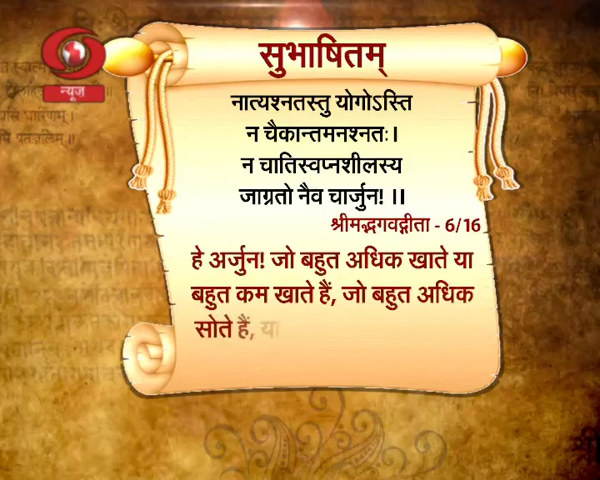 सुभाषितम्
न्यूज़
नात्यश्नतस्तु योगोऽस्ति
न चैकान्तमनश्नतः।
न चातिस्वप्नशीलस्य
जाग्रतो नैव चार्जुन! ।।
श्रीमद्भगवद्गीता - 6/16
हे अर्जुन! जो बहुत अधिक खाते या
बहुत कम खाते हैं, जो बहुत अधिक
सोते हैं, या